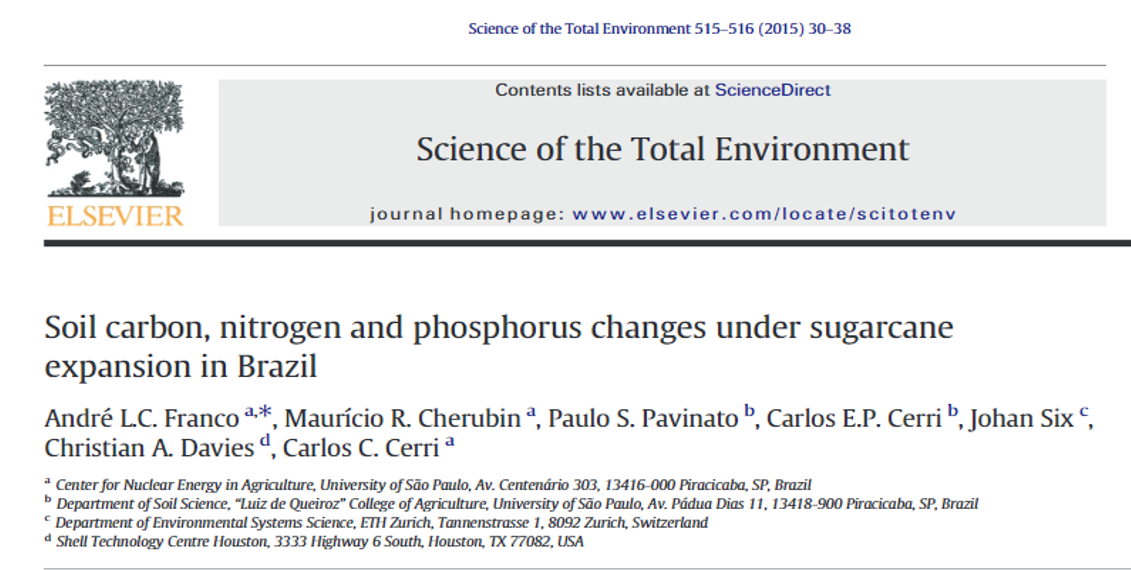 Science of the Total Environment 515–516 (2015) 30–38
Contents lists available at ScienceDirect
Science of the Total Environment
journal homepage: www.elsevier.com/locate/scitotenv
ELSEVIER
Soil carbon, nitrogen and phosphorus changes under sugarcane
expansion in Brazil
André L.C. Franco a,*, Maurício R. Cherubin a, Paulo S. Pavinato b, Carlos E.P. Cerri b, Johan Six c,
Christian A. Davies d, Carlos C. Cerri a
a Center for Nuclear Energy in Agriculture, University of São Paulo, Av. Centenário 303, 13416-000 Piracicaba, SP, Brazil
b Department of Soil Science, “Luiz de Queiroz” College of Agriculture, University of São Paulo, Av. Pádua Dias 11, 13418-900 Piracicaba, SP, Brazil
c Department of Environmental Systems Science, ETH Zurich, Tannenstrasse 1, 8092 Zurich, Switzerland
d Shell Technology Centre Houston, 3333 Highway 6 South, Houston, TX 77082, USA